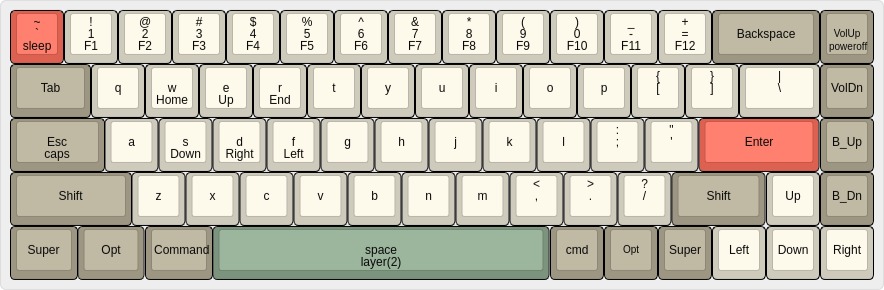 ~ ! @ # $ % ^ & * ( ) _ +
` 1 2 3 4 5 6 7 8 9 0 - = Backspace VolUp
sleep F1 F2 F3 F4 F5 F6 F7 F8 F9 F10 F11 F12 poweroff
{ } |
Tab q w e r t y u i o p [ ] \ VolDn
Home Up End
: "
Esc a s d f g h j k l ; ' Enter B_Up
caps Down Right Left
< > ?
Shift z x c v b n m , . / Shift Up B_Dn
Super Opt Command space cmd Opt Super Left Down Right
layer(2)